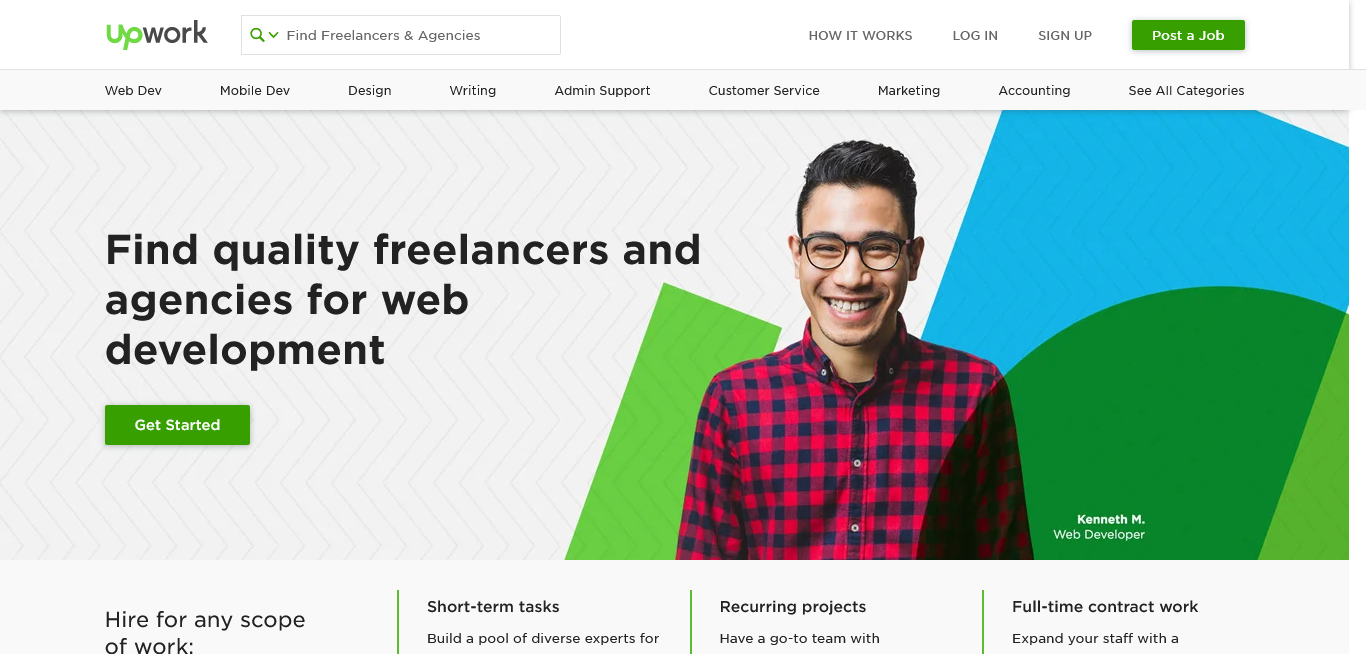 Upwork
Find Freelancers & Agencies
HOW IT WORKS
LOG IN
SIGN UP
Post a Job
Web Dev
Mobile Dev
Design
Writing
Admin Support
Customer Service
Marketing
Accounting
See All Categories
Find quality freelancers and
agencies for web
development
Get Started
Kenneth M.
Web Developer
Hire for any scope
of work:
Short-term tasks
Build a pool of diverse experts for
Recurring projects
Have a go-to team with
Full-time contract work
Expand your staff with a